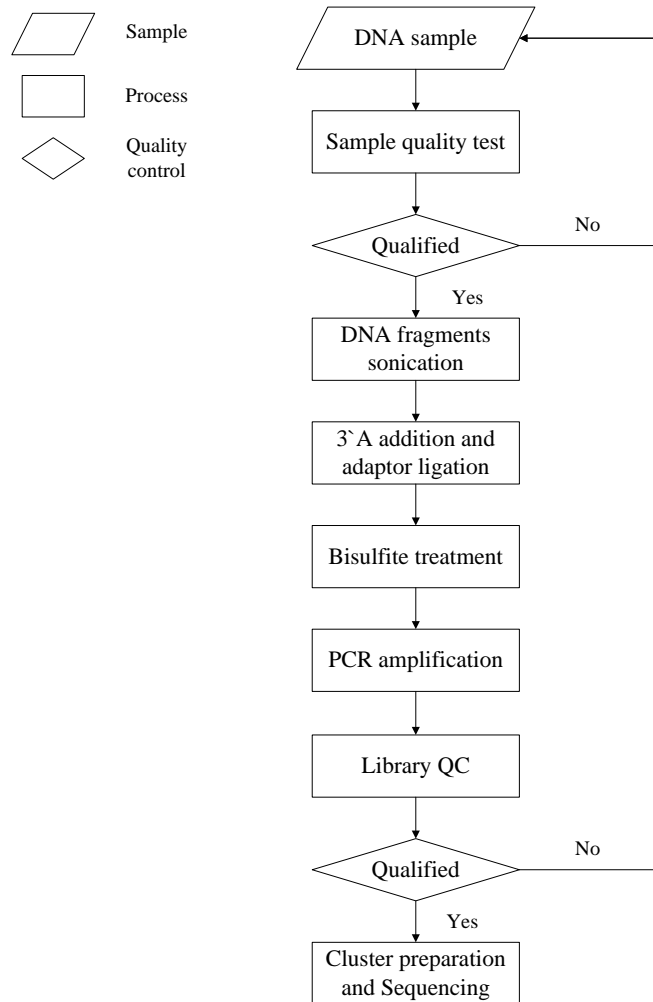 Sample
Process
Quality
control
DNA sample
Sample quality test
Qualified
No
Yes
DNA fragments
sonication
3`A addition and
adaptor ligation
Bisulfite treatment
PCR amplification
Library QC
Qualified
No
Yes
Cluster preparation
and Sequencing